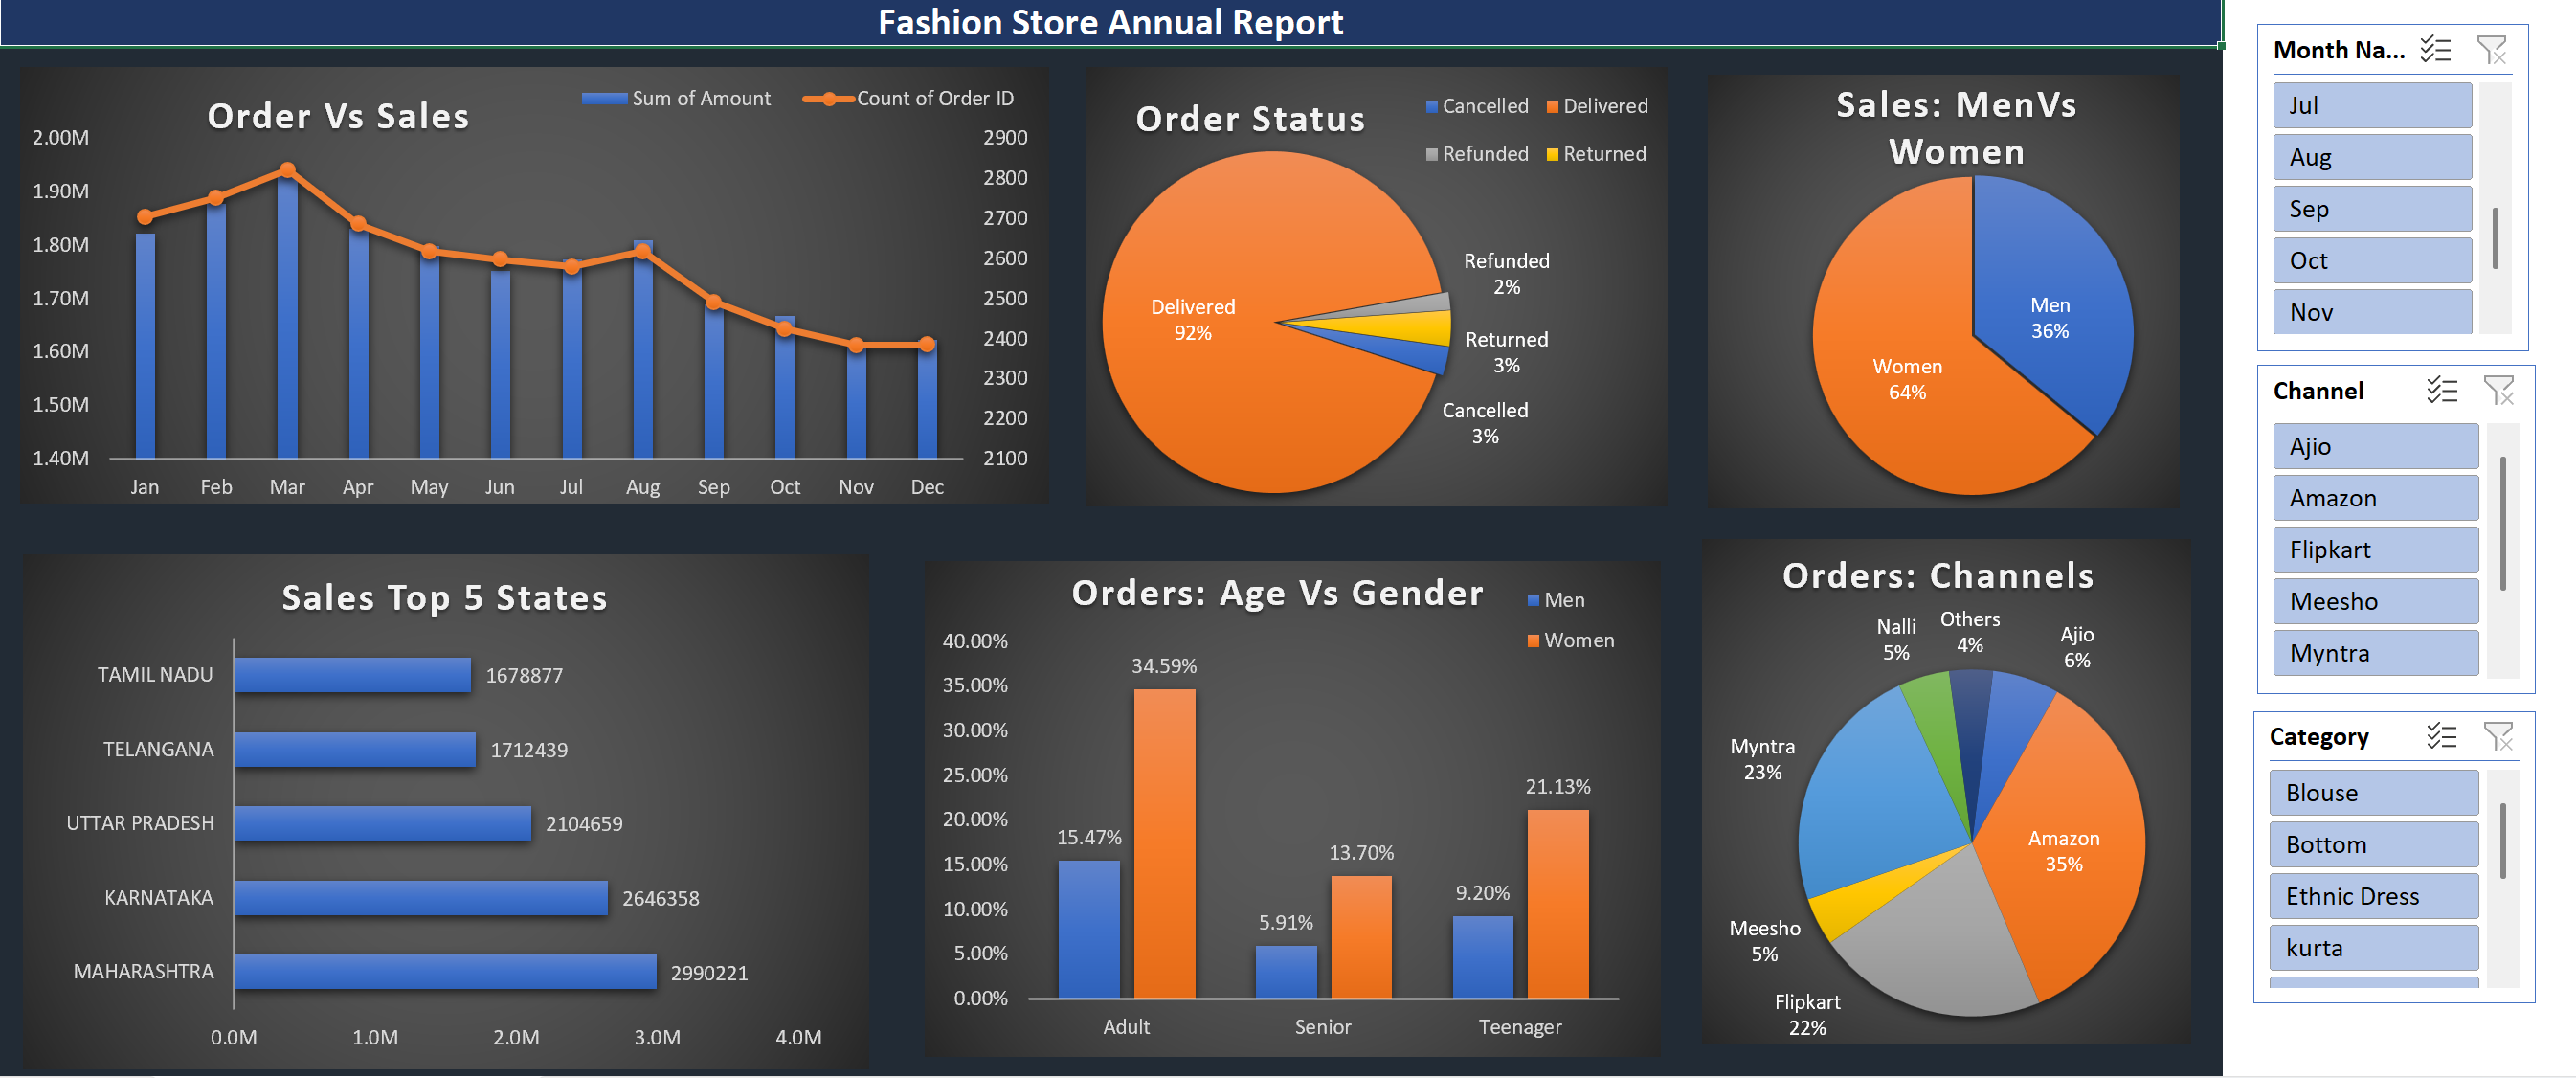 Fashion Store Annual Report
Order Vs Sales
Sum of Amount
Count of Order ID
2.00M
1.90M
1.80M
1.70M
1.60M
1.50M
1.40M
2900
2800
2700
2600
2500
2400
2300
2200
2100
Jan Feb Mar Apr May Jun Jul Aug Sep Oct Nov Dec
Order Status
Cancelled Delivered
Refunded Returned
Delivered
92%
Refunded
2%
Returned
3%
Cancelled
3%
Sales: MenVs
Women
Men
36%
Women
64%
Sales Top 5 States
TAMIL NADU 1678877
TELANGANA 1712439
UTTAR PRADESH 2104659
KARNATAKA 2646358
MAHARASHTRA 2990221
0.0M 1.0M 2.0M 3.0M 4.0M
Orders: Age Vs Gender
Men
Women
40.00%
35.00%
30.00%
25.00%
20.00%
15.00%
10.00%
5.00%
0.00%
15.47%
34.59%
5.91%
13.70%
9.20%
21.13%
Adult Senior Teenager
Orders: Channels
Nalli
5%
Others
4%
Ajio
6%
Myntra
23%
Amazon
35%
Meesho
5%
Flipkart
22%
Month Na...
Jul
Aug
Sep
Oct
Nov
Channel
Ajio
Amazon
Flipkart
Meesho
Myntra
Category
Blouse
Bottom
Ethnic Dress
kurta